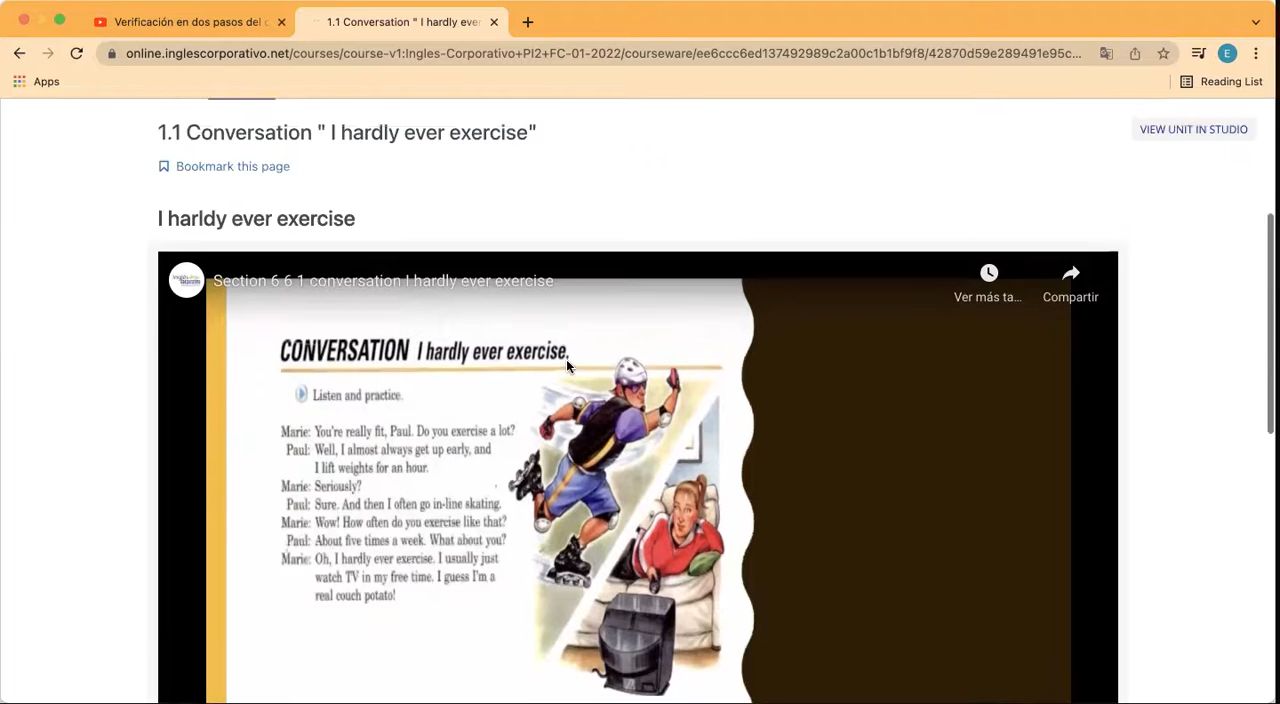 Verificación en dos pasos del c
1.1 Conversation " I hardly ever
online.inglescorporativo.net/courses/course-v1:Ingles-Corporativo+PI2+FC-01-2022/courseware/ee6ccc6ed137492989c2a00c1b1bf9f8/42870d59e289491e95c...
E
Apps
Reading List
1.1 Conversation " I hardly ever exercise"
VIEW UNIT IN STUDIO
Bookmark this page
I harldy ever exercise
Section 6 6 1 conversation I hardly ever exercise
Ver más ta...
Compartir
CONVERSATION I hardly ever exercise.
Listen and practice.
Marie: You're really fit, Paul. Do you exercise a lot?
Paul: Well, I almost always get up early, and
I lift weights for an hour.
Marie: Seriously?
Paul: Sure. And then I often go in-line skating.
Marie: Wow! How often do you exercise like that?
Paul: About five times a week. What about you?
Marie: Oh, I hardly ever exercise. I usually just
watch TV in my free time. I guess I'm a
real couch potato!